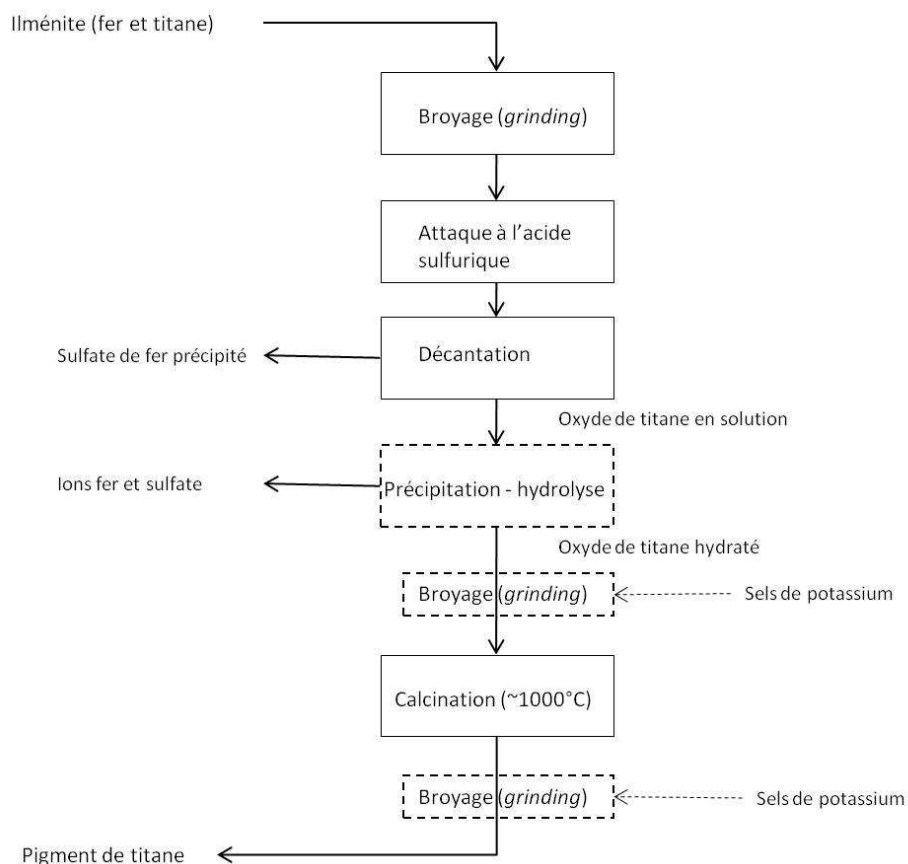 Ilménite (fer et titane)
Broyage (grinding)
Attaque à l'acide
sulfurique
Sulfate de fer précipité
Décantation
Oxyde de titane en solution
Ions fer et sulfate
Précipitation - hydrolyse
Oxyde de titane hydraté
Broyage (grinding)
Sels de potassium
Calcination (~1000°C)
Broyage (grinding)
Sels de potassium
Pigment de titane